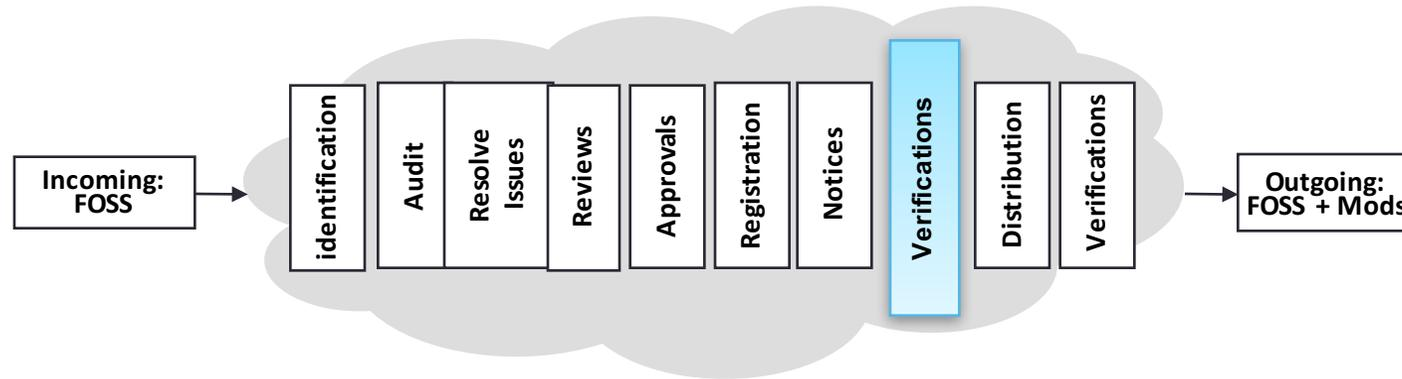 Incoming:
FOSS
identification
Audit
Resolve
Issues
Reviews
Approvals
Registration
Notices
Verifications
Distribution
Verifications
Outgoing:
FOSS + Mods